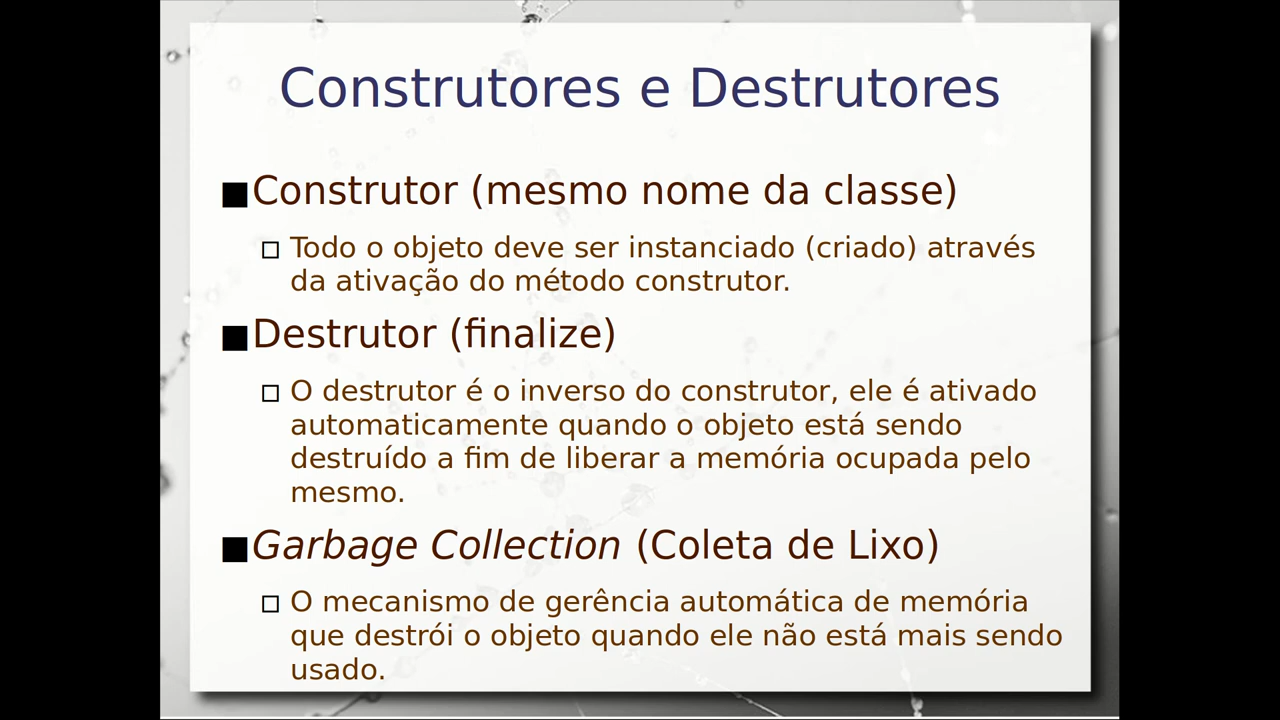 Construtores e Destrutores
Construtor (mesmo nome da classe)
Todo o objeto deve ser instanciado (criado) através
da ativação do método construtor.
Destrutor (finalize)
O destrutor é o inverso do construtor, ele é ativado
automaticamente quando o objeto está sendo
destruído a fim de liberar a memória ocupada pelo
mesmo.
Garbage Collection (Coleta de Lixo)
O mecanismo de gerência automática de memória
que destrói o objeto quando ele não está mais sendo
usado.